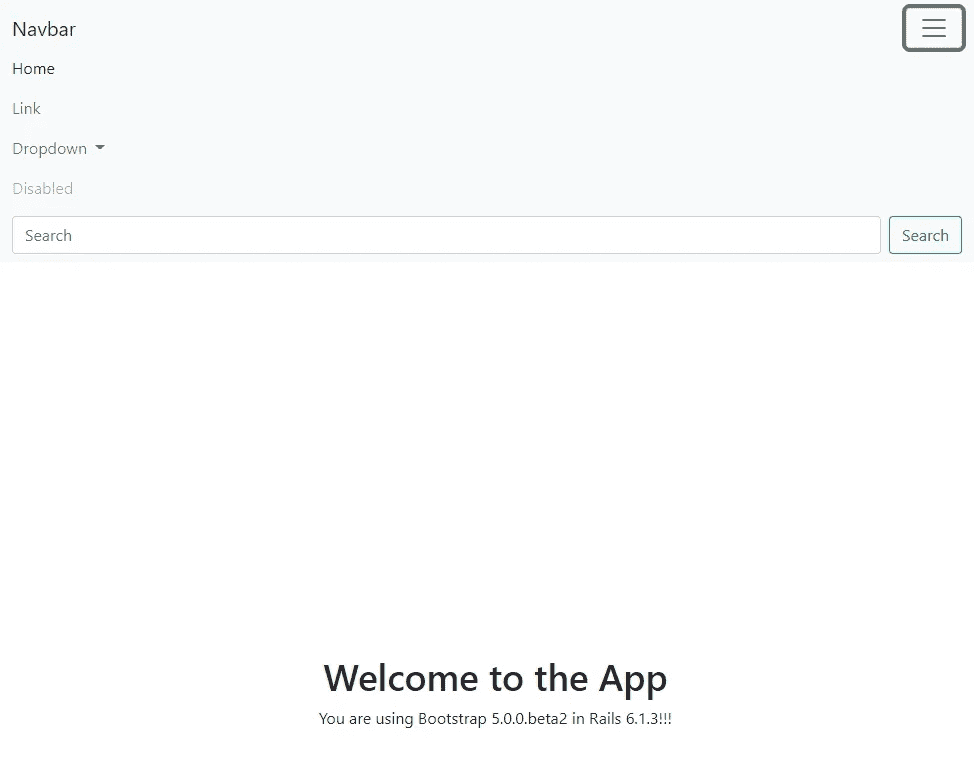 Navbar
Home
Link
Dropdown
Disabled
Search Search
Welcome to the App
You are using Bootstrap 5.0.0.beta2 in Rails 6.1.3!!!